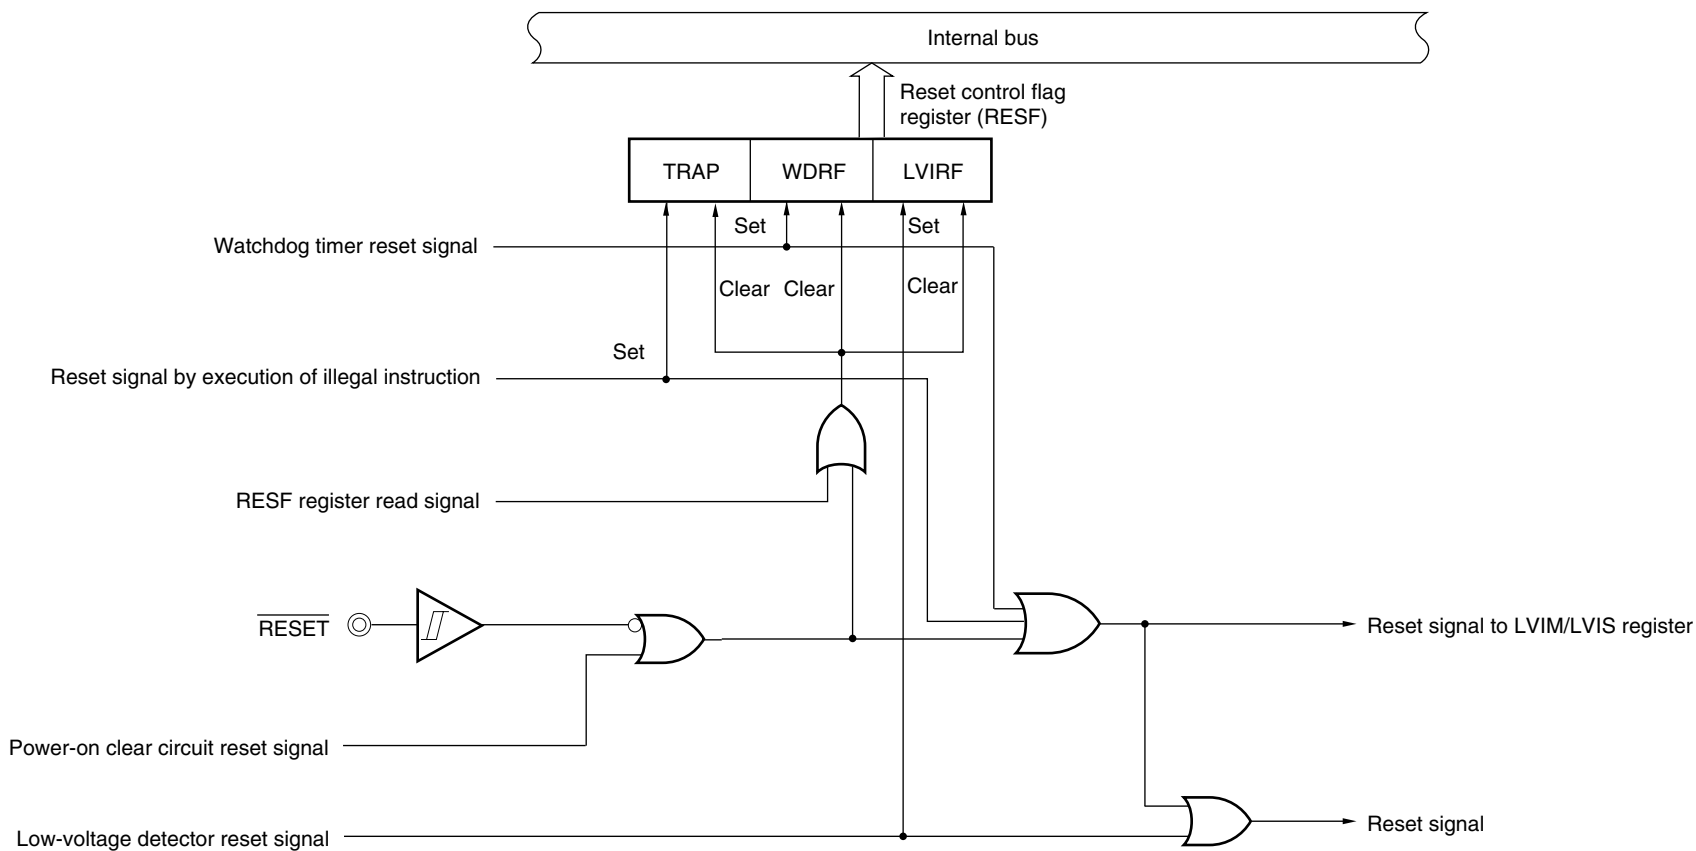 Internal bus
Reset control flag
register (RESF)
TRAP
WDRF
LVIRF
Set
Set
Watchdog timer reset signal
Clear
Clear
Clear
Set
Reset signal by execution of illegal instruction
RESF register read signal
RESET
Reset signal to LVIM/LVIS register
Power-on clear circuit reset signal
Low-voltage detector reset signal
Reset signal